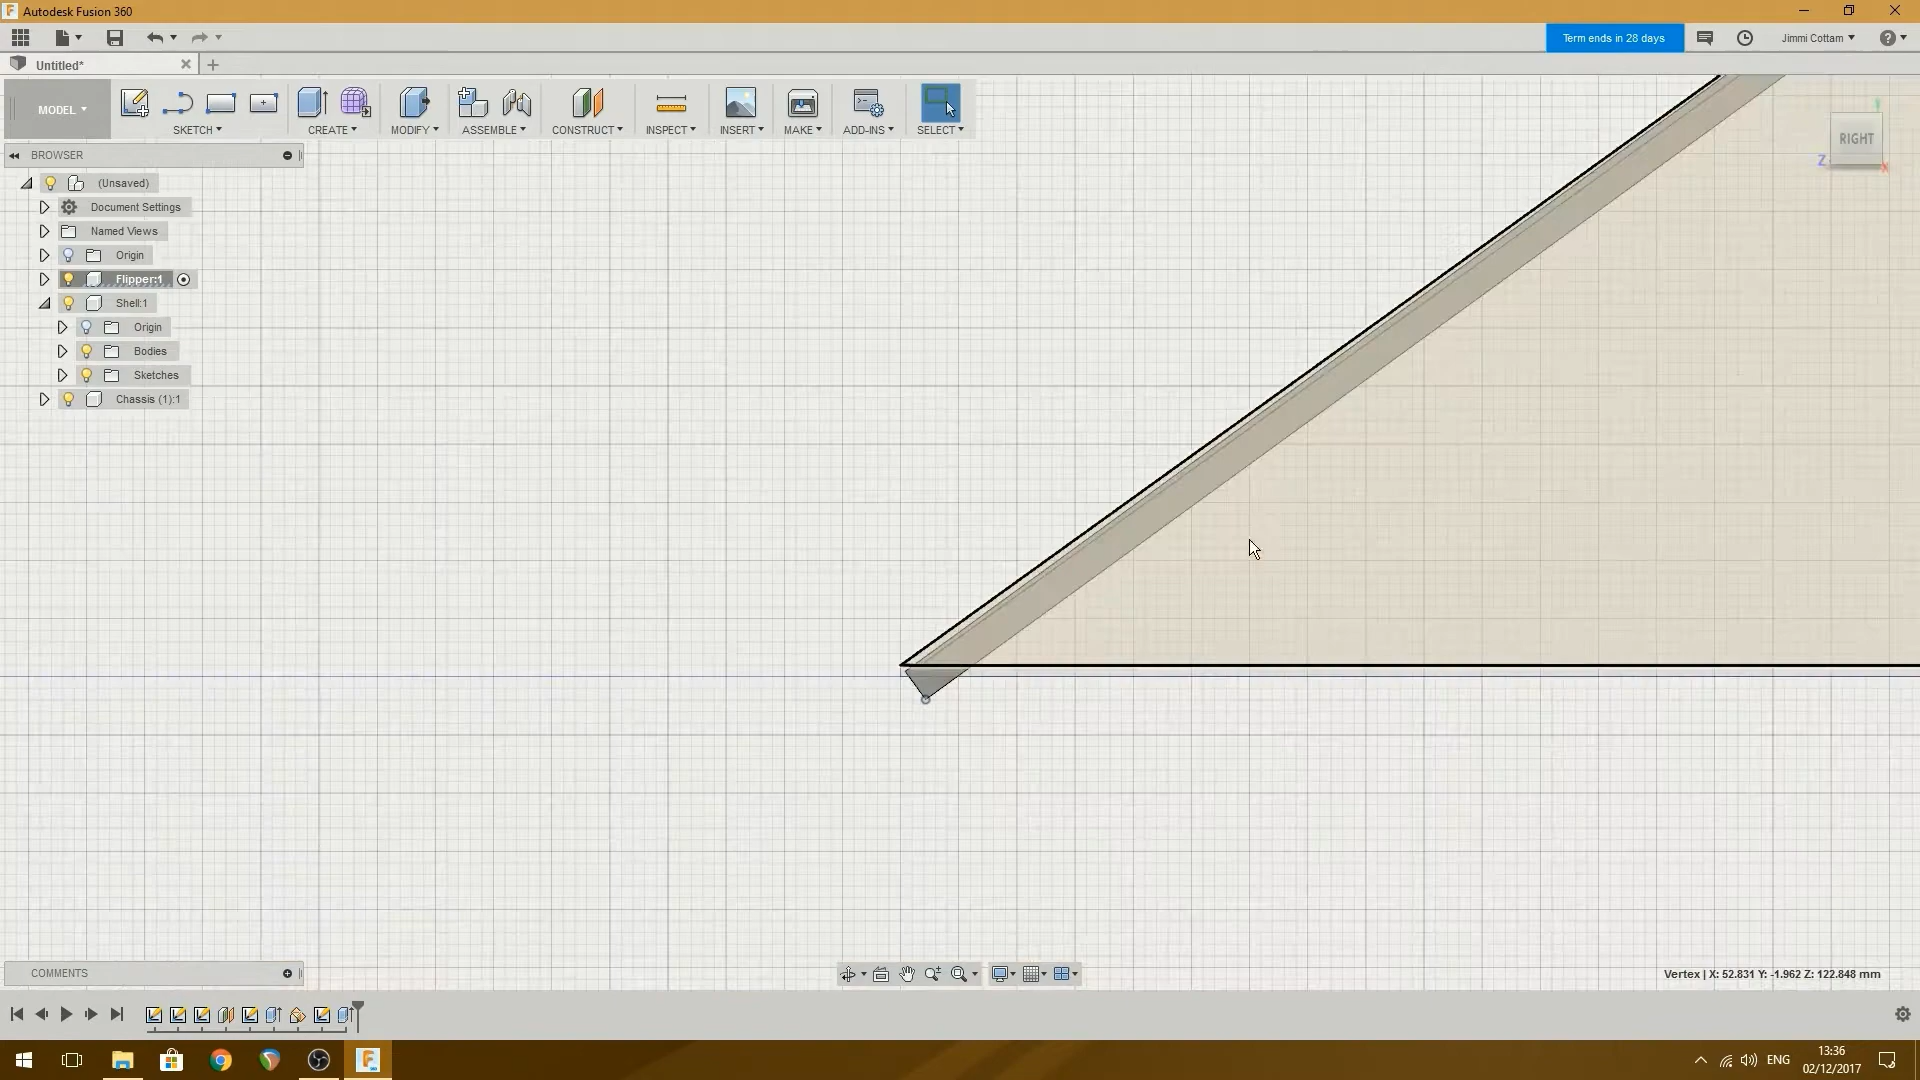 Autodesk Fusion 360
Term ends in 28 days
Jimmi Cottam
Untitled*
MODEL
SKETCH
CREATE
MODIFY
ASSEMBLE
CONSTRUCT
INSPECT
INSERT
MAKE
ADD-INS
SELECT
RIGHT
Z
X
BROWSER
(Unsaved)
Document Settings
Named Views
Origin
Flipper:1
Shell:1
Origin
Bodies
Sketches
Chassis (1):1
COMMENTS
Vertex | X: 52.831 Y: -1.962 Z: 122.848 mm
ENG
13:36
02/12/2017